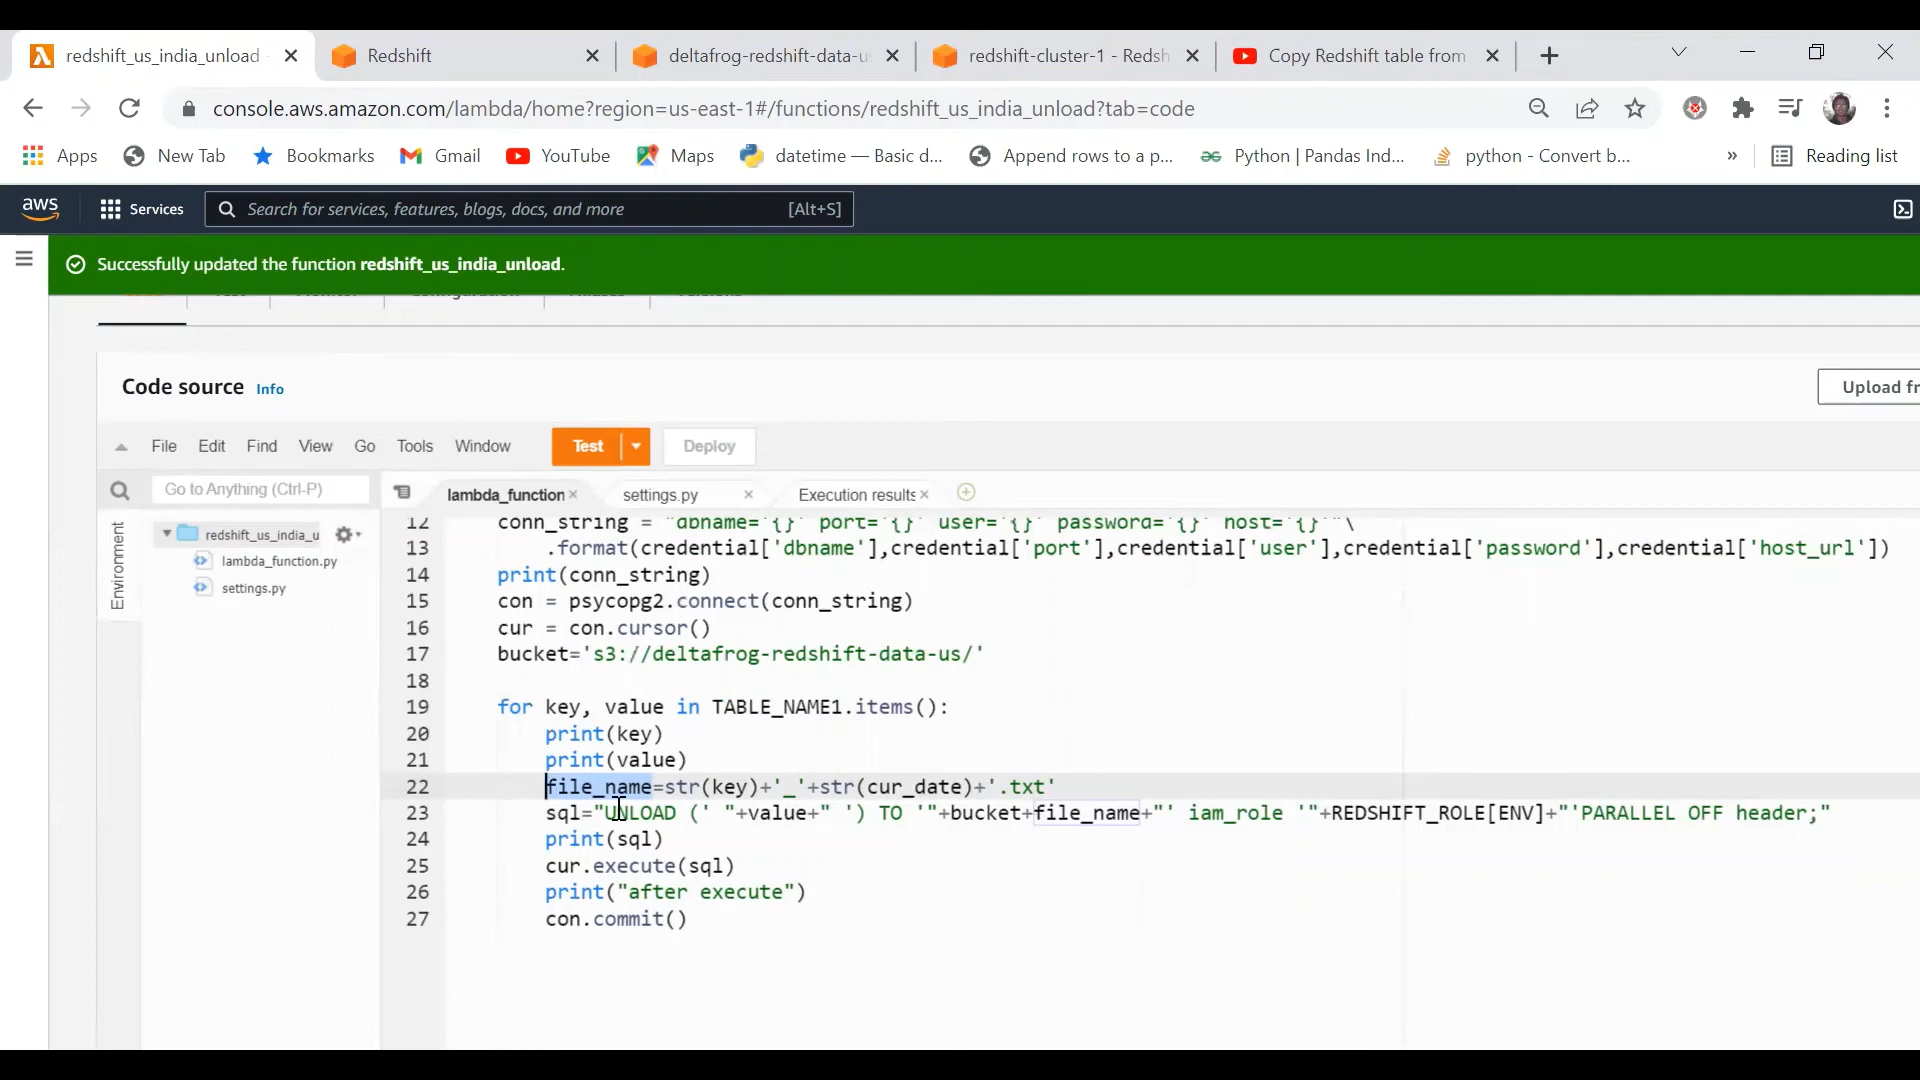 redshift_us_india_unload
Redshift
deltafrog-redshift-data-u
redshift-cluster-1 - Redsh
Copy Redshift table from
console.aws.amazon.com/lambda/home?region=us-east-1#/functions/redshift_us_india_unload?tab=code
Apps
New Tab
Bookmarks
Gmail
YouTube
Maps
datetime — Basic d...
Append rows to a p...
Python | Pandas Ind...
python - Convert b...
»
Reading list
aws
Services
Search for services, features, blogs, docs, and more
[Alt+S]
Successfully updated the function redshift_us_india_unload.
Code source Info
Upload fr
File Edit Find View Go Tools Window
Test
Deploy
Go to Anything (Ctrl-P)
lambda_function
settings.py
Execution results
Environment
redshift_us_india_u
lambda_function.py
settings.py
12 conn_string = "dbname='{}' port='{}' user='{}' password='{}' host='{}'"\
13 .format(credential['dbname'],credential['port'],credential['user'],credential['password'],credential['host_url'])
14 print(conn_string)
15 con = psycopg2.connect(conn_string)
16 cur = con.cursor()
17 bucket='s3://deltafrog-redshift-data-us/'
18
19 for key, value in TABLE_NAME1.items():
20 print(key)
21 print(value)
22 file_name=str(key)+'_'+str(cur_date)+'.txt'
23 sql="UNLOAD (' "+value+" ') TO '"+bucket+file_name+"' iam_role '"+REDSHIFT_ROLE[ENV]+"'PARALLEL OFF header;"
24 print(sql)
25 cur.execute(sql)
26 print("after execute")
27 con.commit()